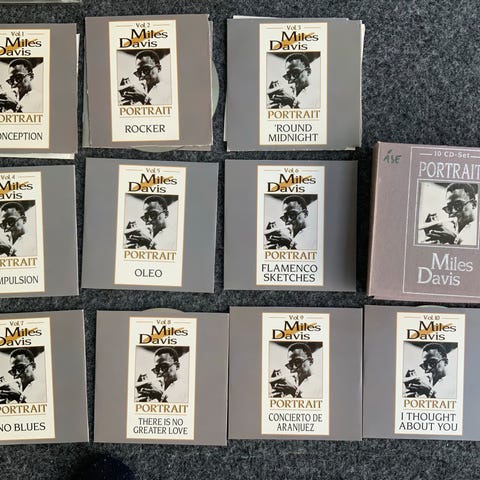 Vol.1
Miles
Davis
PORTRAIT
ONCEPTION
Vol. 2
Miles
Davis
PORTRAIT
ROCKER
Vol. 3
Miles
Davis
PORTRAIT
'ROUND
MIDNIGHT
10 CD-Set
ÅSE
PORTRAIT
Miles
Davis
Vol. 4
Miles
Davis
PORTRAIT
MPULSION
Vol. 5
Miles
Davis
PORTRAIT
OLEO
Vol. 6
Miles
Davis
PORTRAIT
FLAMENCO
SKETCHES
Vol. 7
Miles
Davis
PORTRAIT
NO BLUES
Vol. 8
Miles
Davis
PORTRAIT
THERE IS NO
GREATER LOVE
Vol. 9
Miles
Davis
PORTRAIT
CONCIERTO DE
ARANJUEZ
Vol. 10
Miles
Davis
PORTRAIT
I THOUGHT
ABOUT YOU